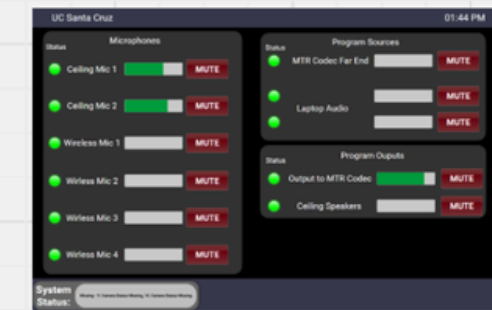 UC Santa Cruz
01:44 PM
Microphones
Status
Ceiling Mic 1
MUTE
Ceiling Mic 2
MUTE
Wireless Mic 1
MUTE
Wirless Mic 2
MUTE
Wirless Mic 3
MUTE
Wirless Mic 4
MUTE
Program Sources
Status
MTR Codec Far End
MUTE
Laptop Audio
MUTE
MUTE
Program Ouputs
Status
Output to MTR Codec
MUTE
Ceiling Speakers
MUTE
System
Status: